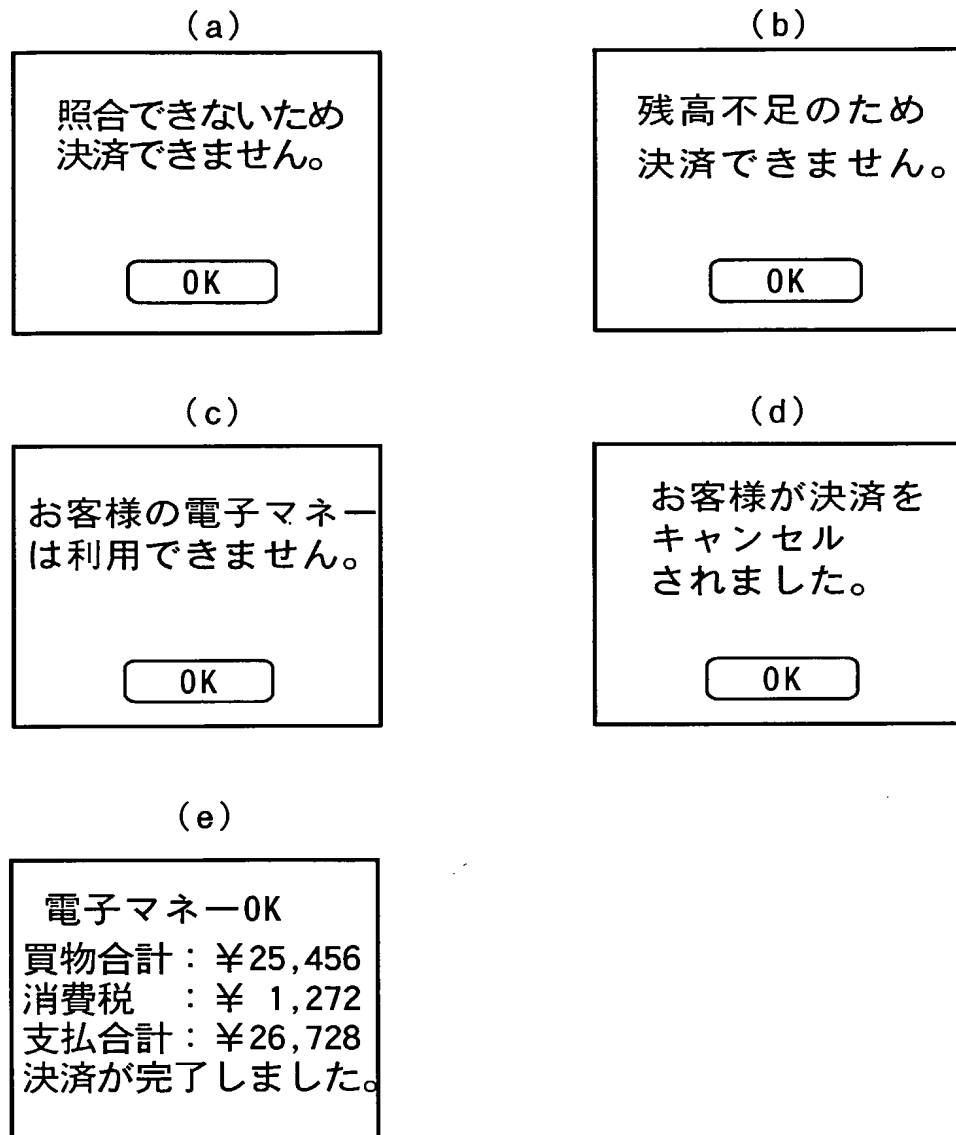 (a)
照合できないため
決済できません。
OK
(b)
残高不足のため
決済できません。
OK
(c)
お客様の電子マネー
は利用できません。
OK
(d)
お客様が決済を
キャンセル
されました。
OK
(e)
電子マネーOK
買物合計：￥25,456
消費税　：￥ 1,272
支払合計：￥26,728
決済が完了しました。